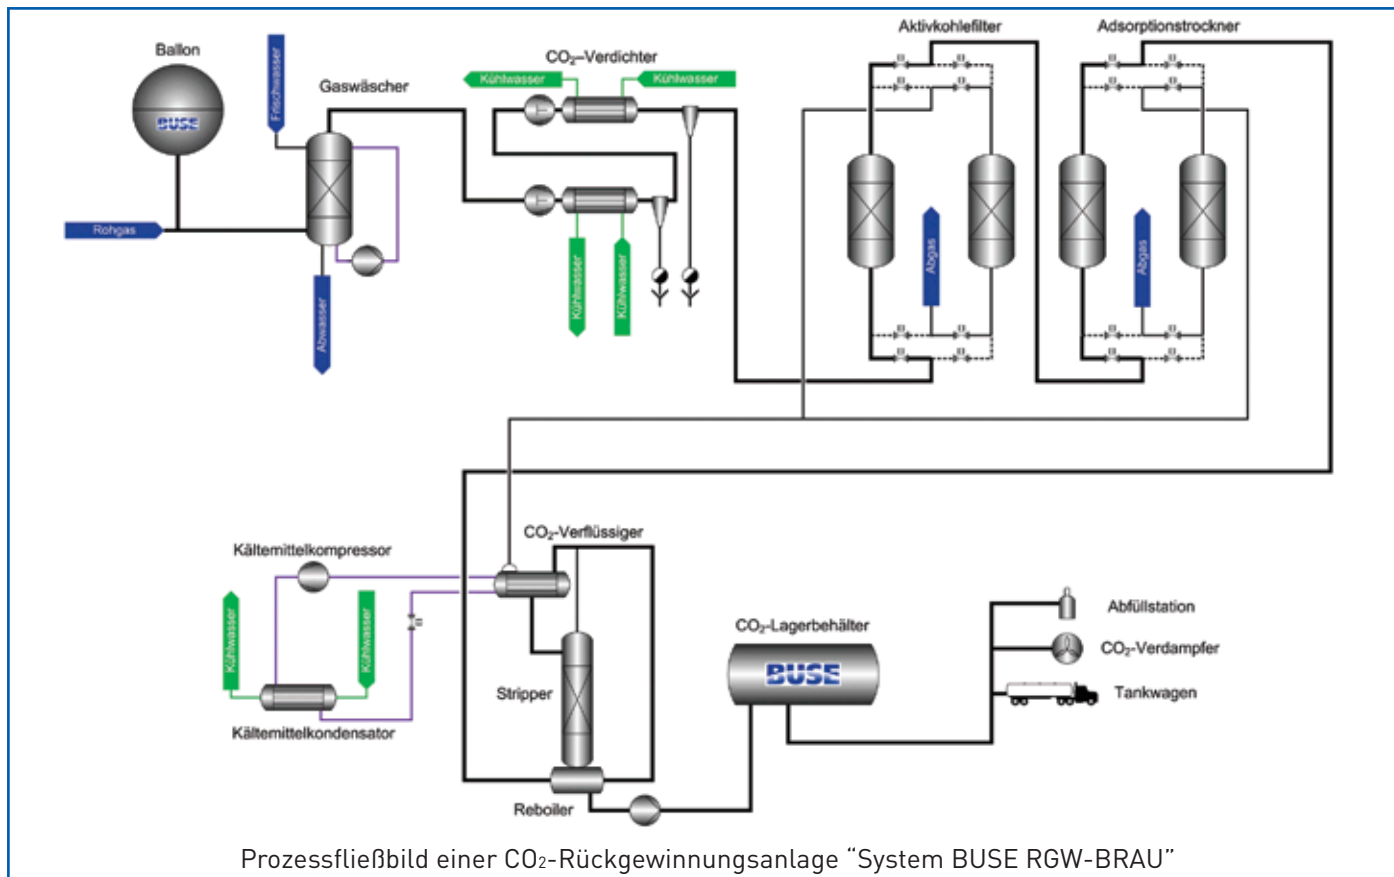 Ballon
BUSE
Rohgas
Frischwasser
Gaswäscher
Abwasser
CO₂–Verdichter
Kühlwasser
Kühlwasser
Kühlwasser
Kühlwasser
Aktivkohlefilter
Abgas
Adsorptionstrockner
Abgas
Kältemittelkompressor
Kühlwasser
Kühlwasser
Kältemittelkondensator
CO₂-Verflüssiger
Stripper
Reboiler
CO₂-Lagerbehälter
BUSE
Abfüllstation
CO₂-Verdampfer
Tankwagen
Prozessfließbild einer CO₂-Rückgewinnungsanlage “System BUSE RGW-BRAU”